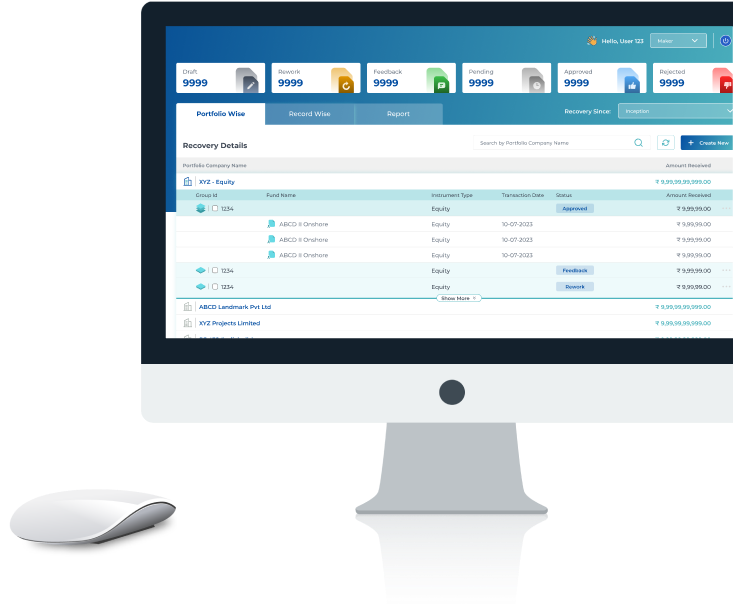 Hello, User 123 Maker
Draft Rework Feedback Pending Approved Rejected
9999 9999 9999 9999 9999 9999
Portfolio Wise Record Wise Report Recovery Since: Inception
Recovery Details Search by Portfolio Company Name + Create New
Portfolio Company Name Amount Received
XYZ - Equity ₹ 9,99,99,99,999.00
Group Id Fund Name Instrument Type Transaction Date Status Amount Received
1234 Equity Approved ₹ 9,99,99.00
ABCD II Onshore Equity 10-07-2023 ₹ 9,99,99.00
ABCD II Onshore Equity 10-07-2023 ₹ 9,99,99.00
ABCD II Onshore Equity 10-07-2023 ₹ 9,99,99.00
1234 Equity Feedback ₹ 9,99,99.00
1234 Equity Rework ₹ 9,99,99.00
Show More
ABCD Landmark Pvt Ltd ₹ 9,99,99,99,999.00
XYZ Projects Limited ₹ 9,99,99,99,999.00